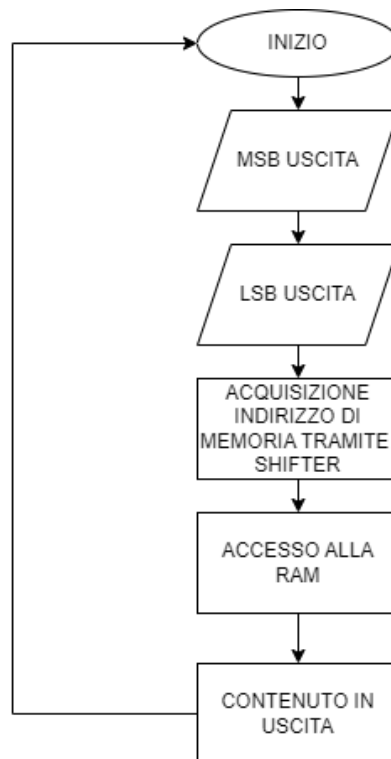 INIZIO
MSB USCITA
LSB USCITA
ACQUISIZIONE
INDIRIZZO DI
MEMORIA TRAMITE
SHIFTER
ACCESSO ALLA
RAM
CONTENUTO IN
USCITA